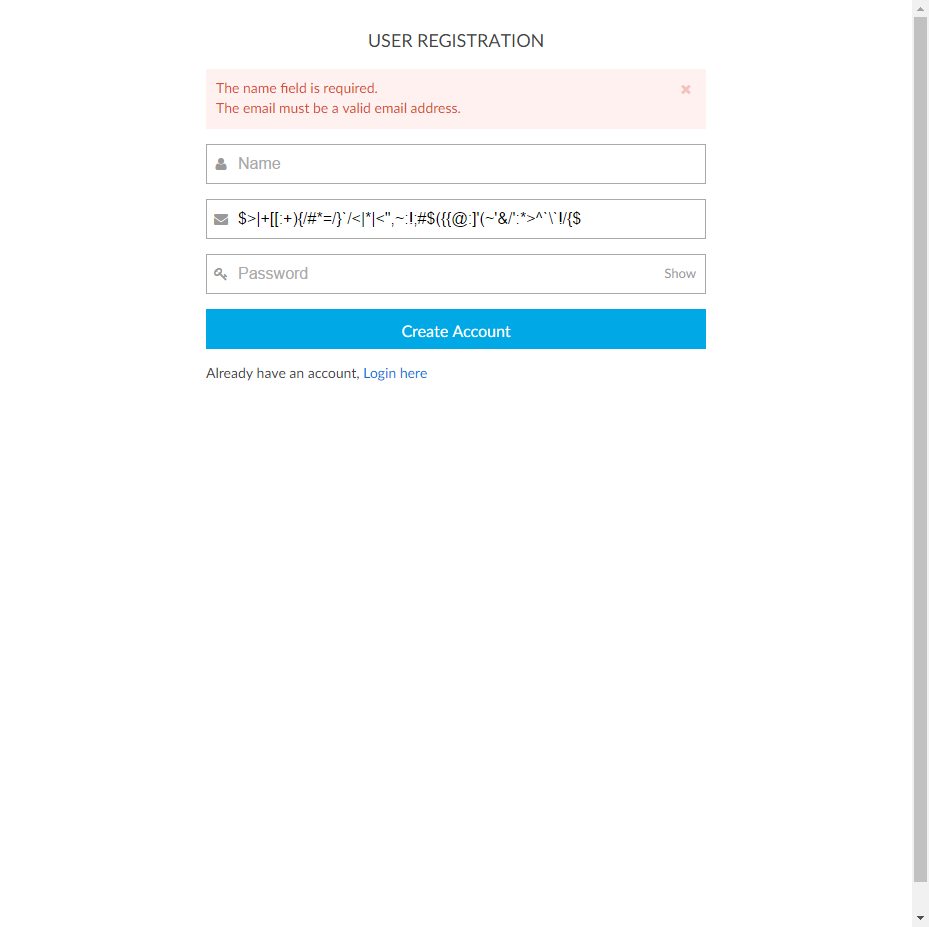 USER REGISTRATION
The name field is required.
The email must be a valid email address.
Name
$>|+[[:+){/#*=/}`/<|*|<",~:!;#$({{@:]'(~'&/':*>^`\`!/{$
Password Show
Create Account
Already have an account, Login here